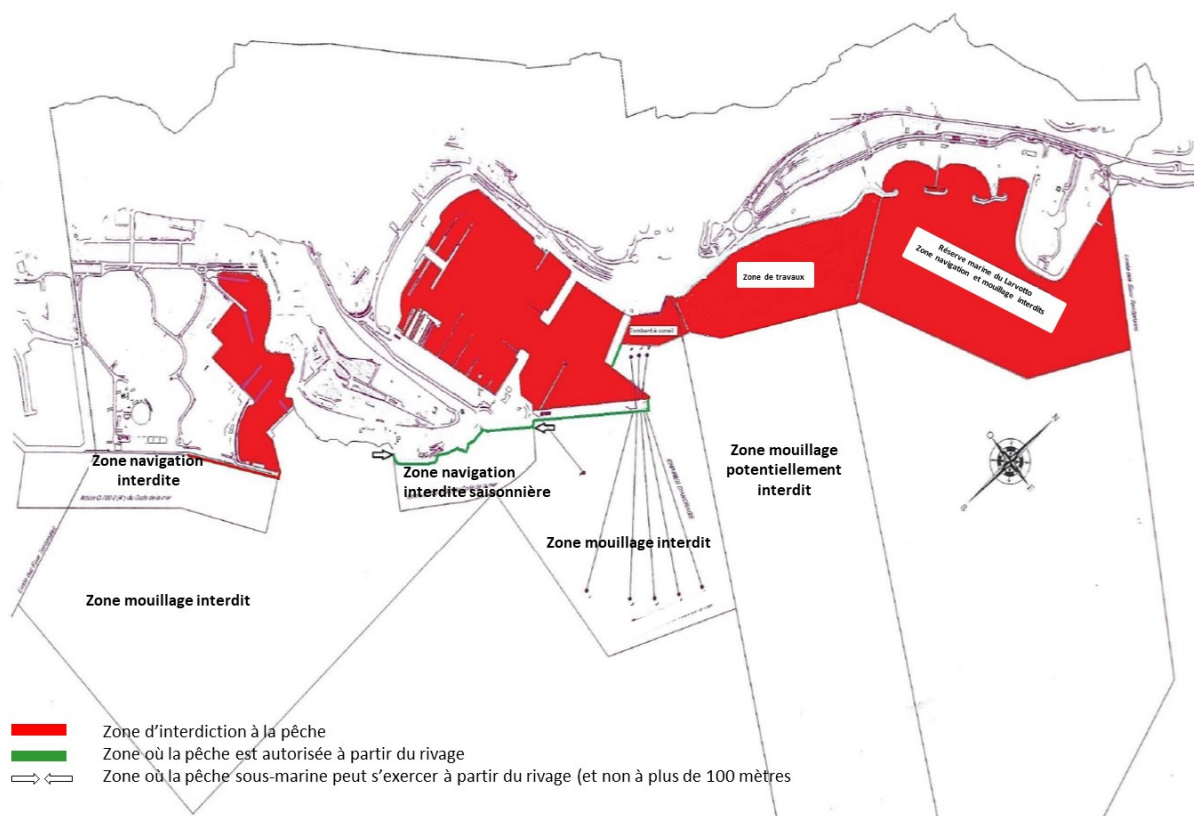 Réserve marine du Larvotto
Zone navigation et mouillage interdits
Zone de travaux
Tombant à corail
Zone navigation
interdite
Zone navigation
interdite saisonnière
Zone mouillage
potentiellement
interdit
Zone mouillage interdit
Zone mouillage interdit
Zone d’interdiction à la pêche
Zone où la pêche est autorisée à partir du rivage
Zone où la pêche sous-marine peut s’exercer à partir du rivage (et non à plus de 100 mètres
N
O
E
S